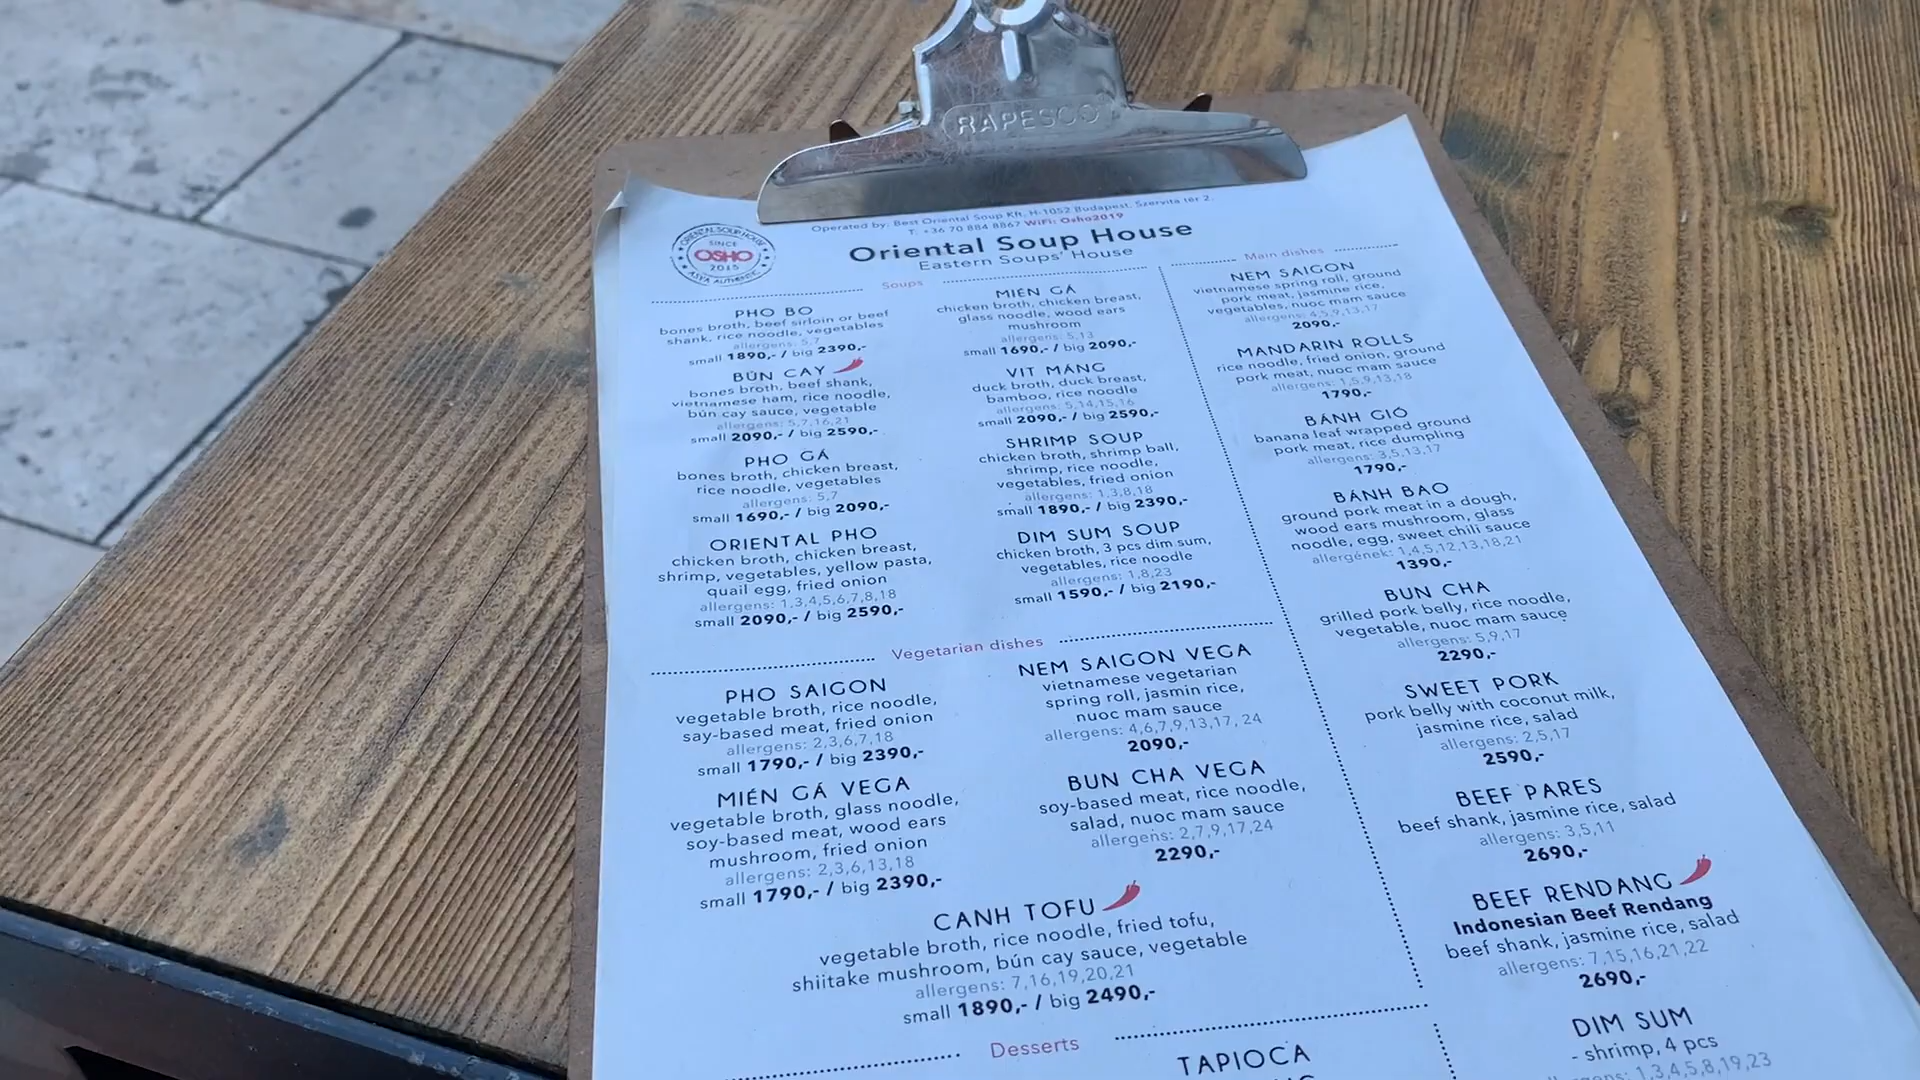 RAPESCO
Operated by: Best Oriental Soup Kft. H-1052 Budapest, Szervita tér 2.
T: +36 70 884 8867 WiFi: Osho2019
ORIENTAL SOUP HOUSE
SINCE
OSHO
2015
Oriental Soup House
Eastern Soups' House
Soups
PHO BO
bones broth, beef sirloin or beef
shank, rice noodle, vegetables
allergens: 5,7
small 1890,- / big 2390,-
BÚN CAY
bones broth, beef shank,
vietnamese ham, rice noodle,
bún cay sauce, vegetable
allergens: 5,7,16,21
small 2090,- / big 2590,-
PHO GÁ
bones broth, chicken breast,
rice noodle, vegetables
allergens: 5,7
small 1690,- / big 2090,-
ORIENTAL PHO
chicken broth, chicken breast,
shrimp, vegetables, yellow pasta,
quail egg, fried onion
allergens: 1,3,4,5,6,7,8,18
small 2090,- / big 2590,-
MIÉN GÁ
chicken broth, chicken breast,
glass noodle, wood ears
mushroom
allergens: 5,13
small 1690,- / big 2090,-
VIT MÁNG
duck broth, duck breast,
bamboo, rice noodle
allergens: 5,14,15,16
small 2090,- / big 2590,-
SHRIMP SOUP
chicken broth, shrimp ball,
shrimp, rice noodle,
vegetables, fried onion
allergens: 1,3,8,18
small 1890,- / big 2390,-
DIM SUM SOUP
chicken broth, 3 pcs dim sum,
vegetables, rice noodle
allergens: 1,8,23
small 1590,- / big 2190,-
Vegetarian dishes
PHO SAIGON
vegetable broth, rice noodle,
say-based meat, fried onion
allergens: 2,3,6,7,18
small 1790,- / big 2390,-
MIÉN GÁ VEGA
vegetable broth, glass noodle,
soy-based meat, wood ears
mushroom, fried onion
allergens: 2,3,6,13,18
small 1790,- / big 2390,-
NEM SAIGON VEGA
vietnamese vegetarian
spring roll, jasmin rice,
nuoc mam sauce
allergens: 4,6,7,9,13,17, 24
2090,-
BUN CHA VEGA
soy-based meat, rice noodle,
salad, nuoc mam sauce
allergens: 2,7,9,17,24
2290,-
CANH TOFU
vegetable broth, rice noodle, fried tofu,
shiitake mushroom, bún cay sauce, vegetable
allergens: 7,16,19,20,21
small 1890,- / big 2490,-
Desserts
TAPIOCA
Main dishes
NEM SAIGON
vietnamese spring roll, ground
pork meat, jasmine rice,
vegetables, nuoc mam sauce
allergens: 4,5,9,13,17
2090,-
MANDARIN ROLLS
rice noodle, fried onion, ground
pork meat, nuoc mam sauce
allergens: 1,5,9,13,18
1790,-
BÁNH GIÓ
banana leaf wrapped ground
pork meat, rice dumpling
allergens: 3,5,13,17
1790,-
BÁNH BAO
ground pork meat in a dough,
wood ears mushroom, glass
noodle, egg, sweet chili sauce
allergének: 1,4,5,12,13,18,21
1390,-
BUN CHA
grilled pork belly, rice noodle,
vegetable, nuoc mam sauce
allergens: 5,9,17
2290,-
SWEET PORK
pork belly with coconut milk,
jasmine rice, salad
allergens: 2,5,17
2590,-
BEEF PARES
beef shank, jasmine rice, salad
allergens: 3,5,11
2690,-
BEEF RENDANG
Indonesian Beef Rendang
beef shank, jasmine rice, salad
allergens: 7,15,16,21,22
2690,-
DIM SUM
- shrimp, 4 pcs
allergens: 1,3,4,5,8,19,23